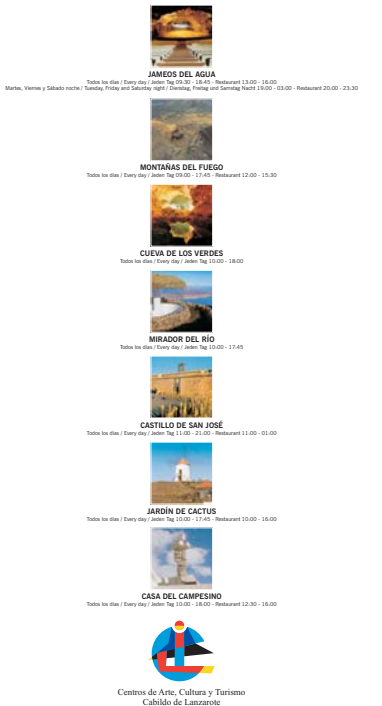 JAMEOS DEL AGUA
Todos los días / Every day / Jeden Tag 09.30 - 18.45 - Restaurant 13.00 - 16.00
Martes, Viernes y Sábado noche / Tuesday, Friday and Saturday night / Dienstag, Freitag und Samstag Nacht 19.00 - 03:00 - Restaurant 20.00 - 23:30
MONTAÑAS DEL FUEGO
Todos los días / Every day / Jeden Tag 09:00 - 17:45 - Restaurant 12:00 - 15:30
CUEVA DE LOS VERDES
Todos los días / Every day / Jeden Tag 10:00 - 18:00
MIRADOR DEL RÍO
Todos los días / Every day / Jeden Tag 10:00 - 17:45
CASTILLO DE SAN JOSÉ
Todos los días / Every day / Jeden Tag 11:00 - 21:00 - Restaurant 11:00 - 01:00
JARDÍN DE CACTUS
Todos los días / Every day / Jeden Tag 10:00 - 17:45 - Restaurant 10:00 - 16:00
CASA DEL CAMPESINO
Todos los días / Every day / Jeden Tag 10:00 - 18:00 - Restaurant 12:30 - 16:00
Centros de Arte, Cultura y Turismo
Cabildo de Lanzarote